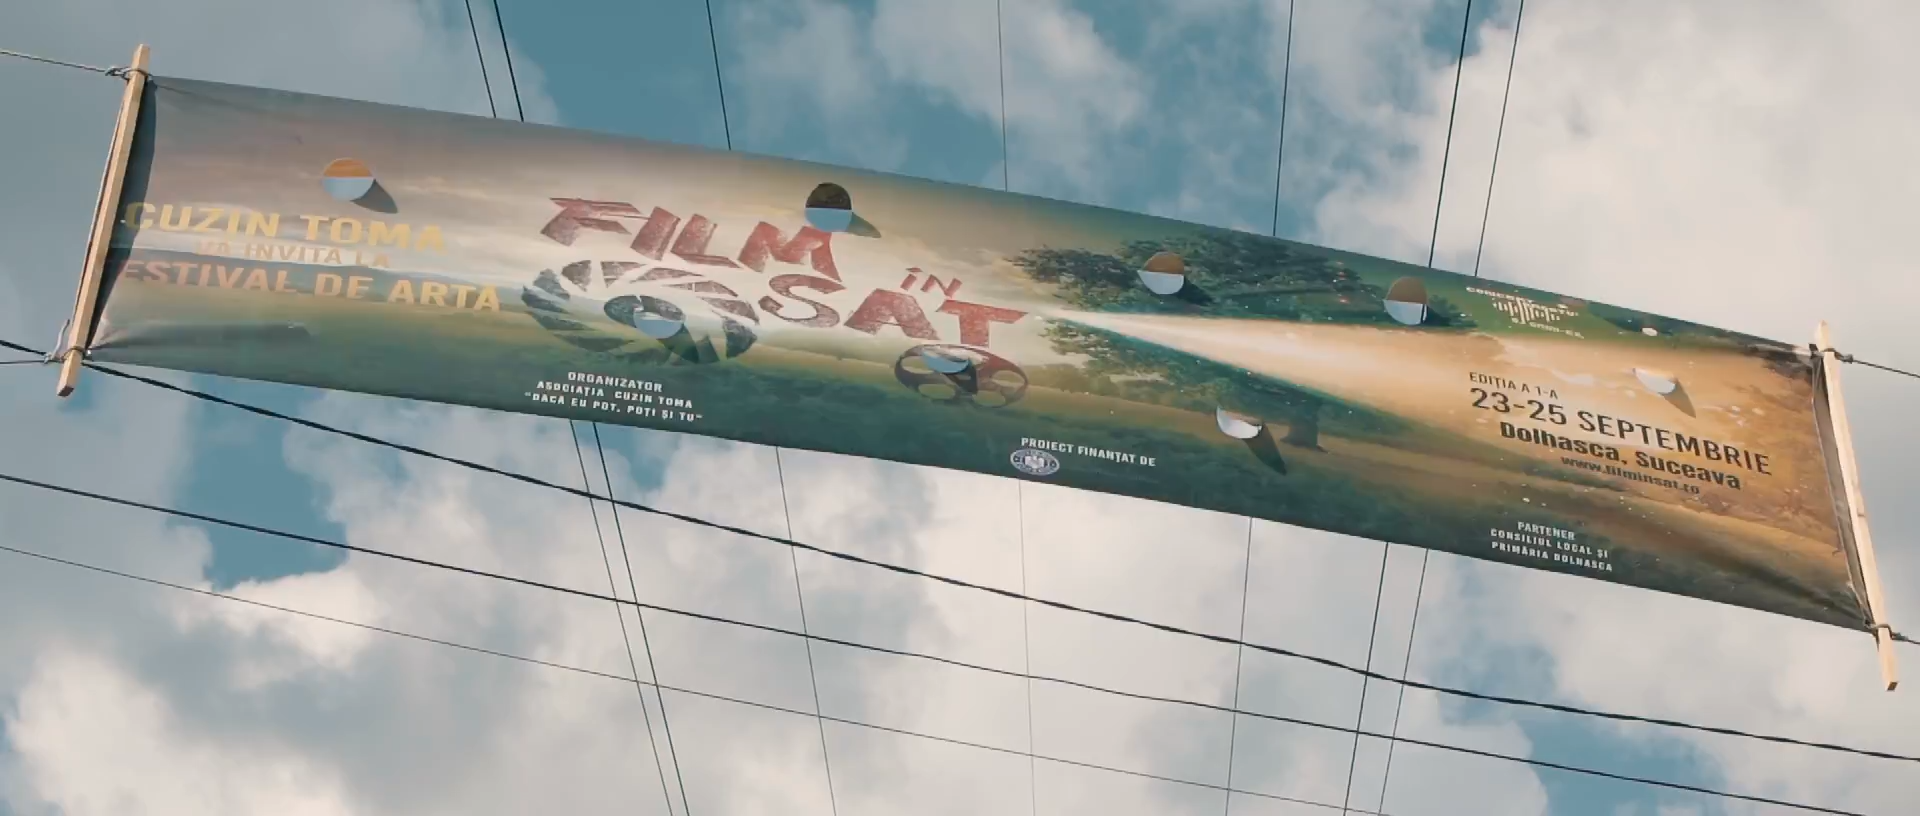 CUZIN TOMA
VĂ INVITĂ LA
FESTIVAL DE ARTĂ
FILM
ÎN
SAT
ORGANIZATOR
ASOCIAȚIA CUZIN TOMA
"DACĂ EU POT, POȚI ȘI TU"
PROIECT FINANȚAT DE
EDIȚIA A 1-A
23-25 SEPTEMBRIE
Dolhasca, Suceava
www.filminsat.ro
PARTENER
CONSILIUL LOCAL ȘI
PRIMĂRIA DOLHASCA